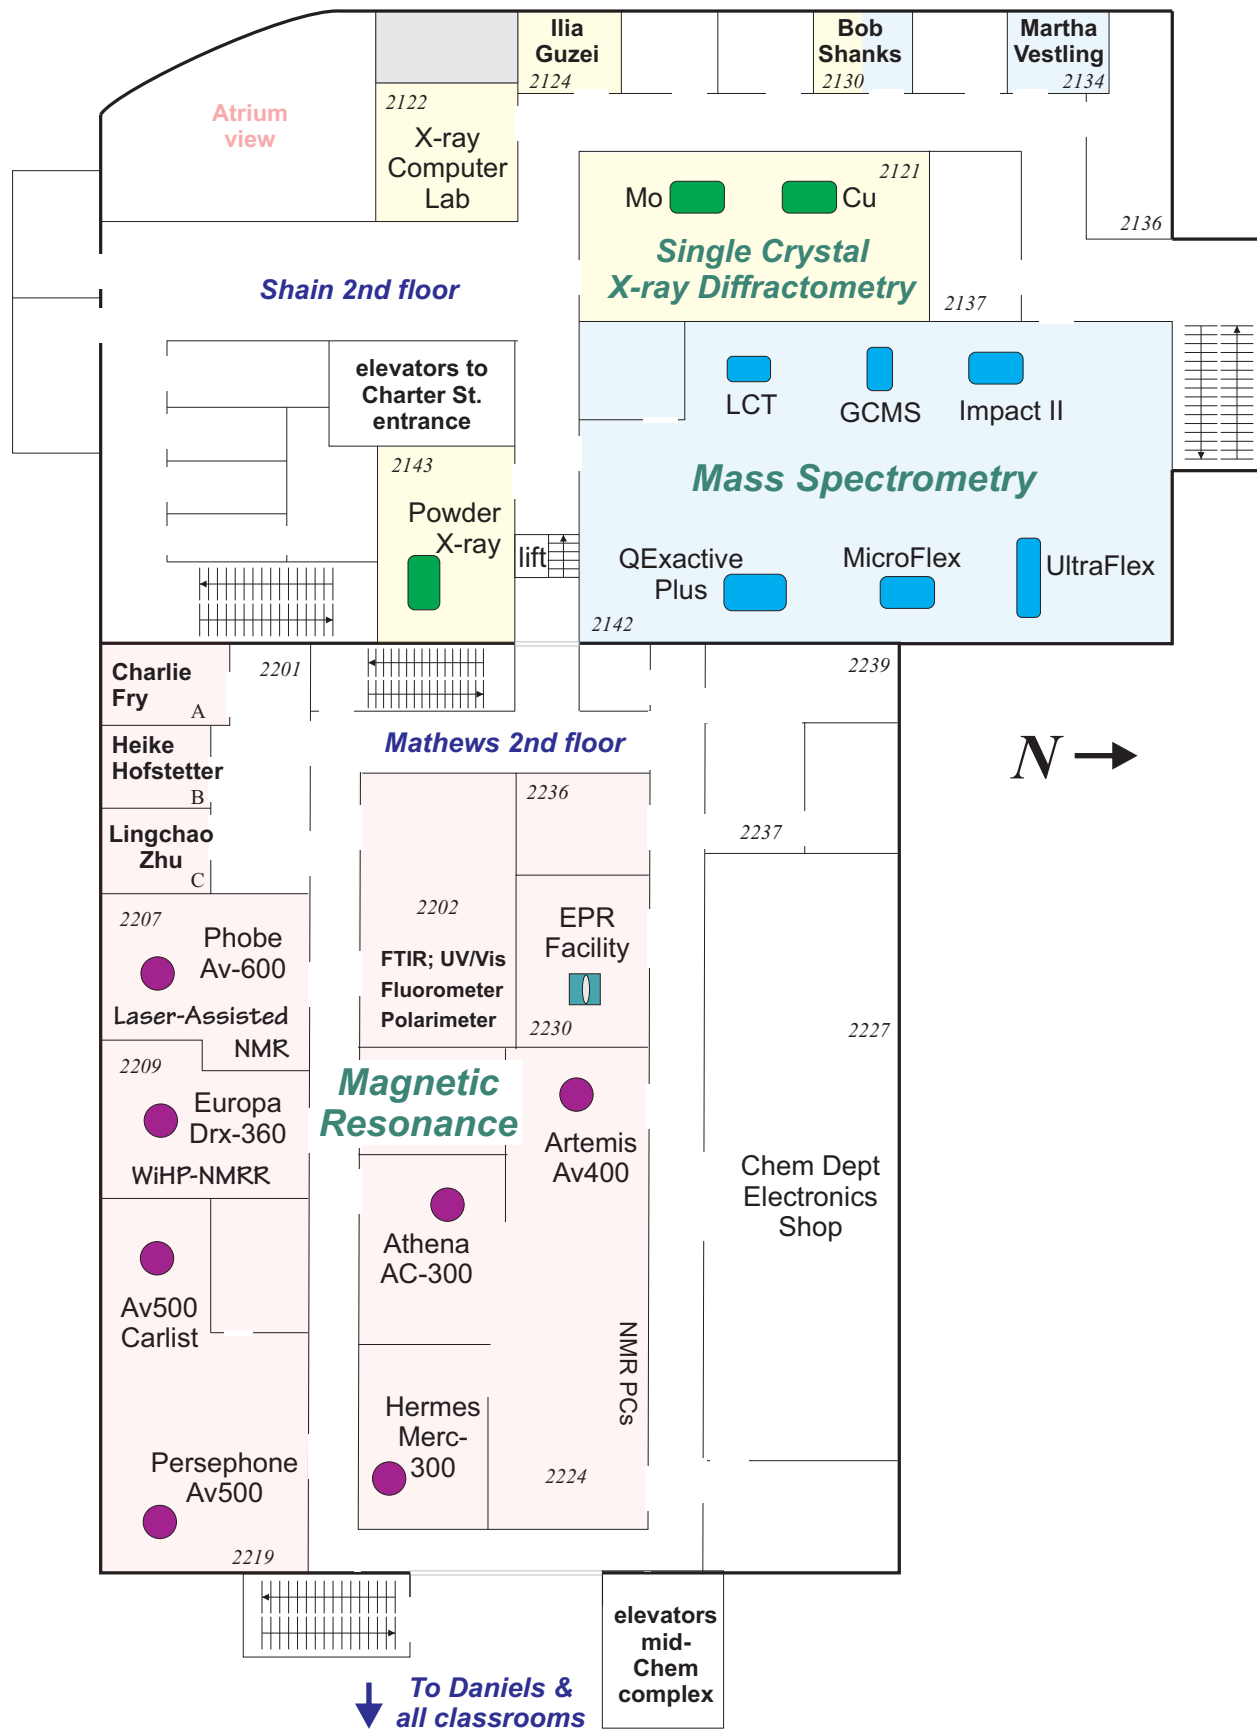 Ilia
Guzei
2124
Bob
Shanks
2130
Martha
Vestling
2134
Atrium
view
2122
X-ray
Computer
Lab
2121
Mo
Cu
Single Crystal
X-ray Diffractometry
2136
2137
Shain 2nd floor
elevators to
Charter St.
entrance
LCT
GCMS
Impact II
Mass Spectrometry
2143
Powder
X-ray
lift
QExactive
Plus
MicroFlex
UltraFlex
2142
Charlie
Fry
A
2201
2239
Heike
Hofstetter
B
Mathews 2nd floor
N
Lingchao
Zhu
C
2236
2237
2207
Phobe
Av-600
Laser-Assisted
NMR
2202
FTIR; UV/Vis
Fluorometer
Polarimeter
EPR
Facility
2230
2227
2209
Europa
Drx-360
WiHP-NMRR
Magnetic
Resonance
Artemis
Av400
Chem Dept
Electronics
Shop
Av500
Carlist
Athena
AC-300
NMR PCs
Hermes
Merc-
300
2224
Persephone
Av500
2219
elevators
mid-
Chem
complex
To Daniels &
all classrooms